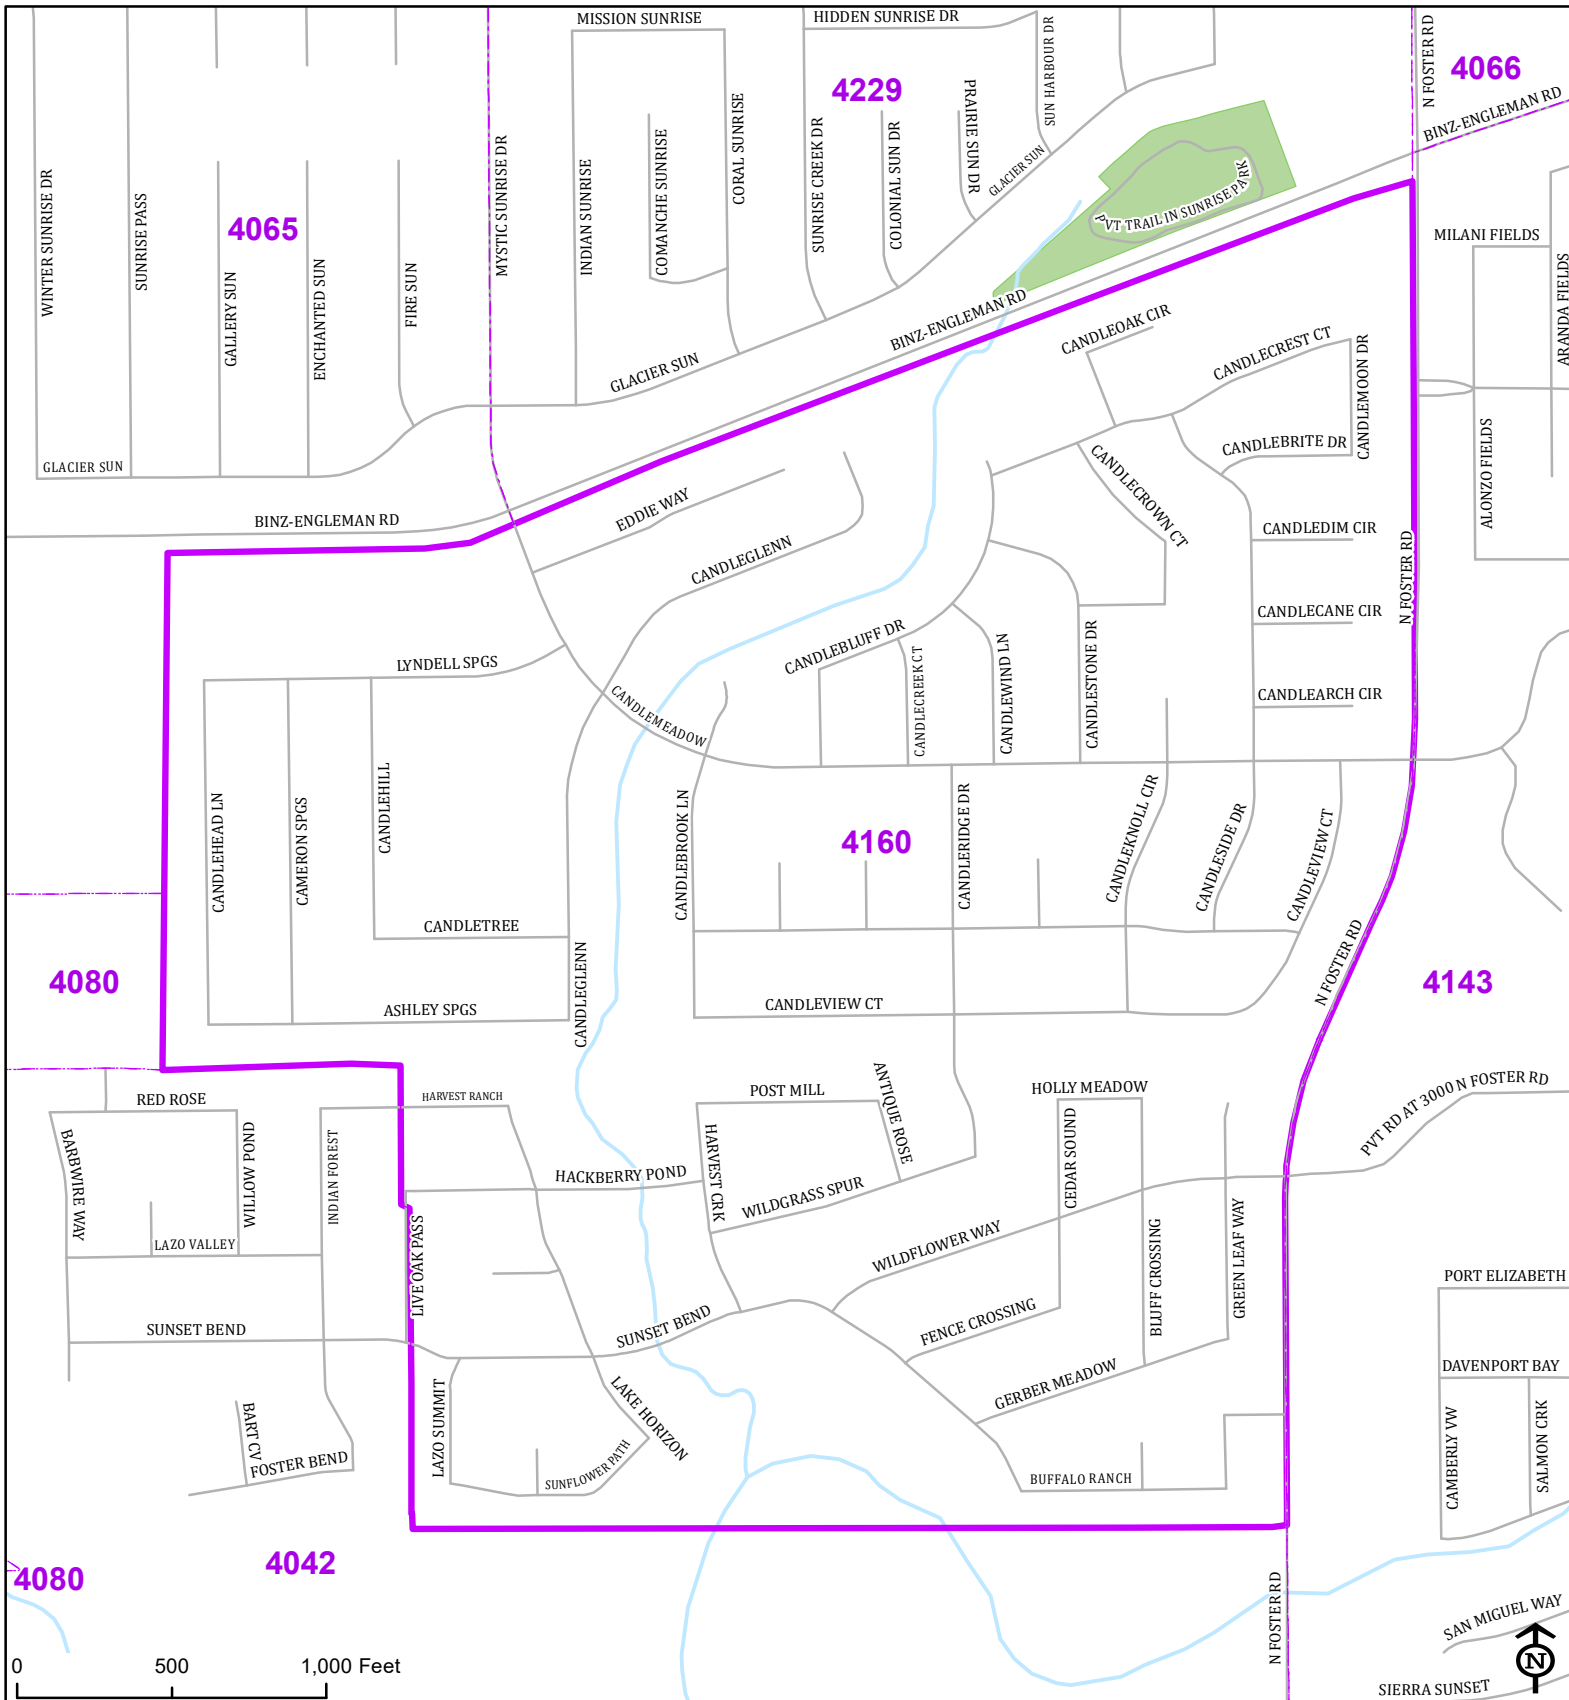 MISSION SUNRISE
HIDDEN SUNRISE DR
SUN HARBOUR DR
N FOSTER RD
4066
4229
BINZ-ENGLEMAN RD
WINTER SUNRISE DR
SUNRISE PASS
4065
GALLERY SUN
ENCHANTED SUN
FIRE SUN
MYSTIC SUNRISE DR
INDIAN SUNRISE
COMANCHE SUNRISE
CORAL SUNRISE
SUNRISE CREEK DR
COLONIAL SUN DR
PRAIRIE SUN DR
GLACIER SUN
PVT TRAIL IN SUNRISE PARK
MILANI FIELDS
ARANDA FIELDS
ALONZO FIELDS
BINZ-ENGLEMAN RD
GLACIER SUN
GLACIER SUN
BINZ-ENGLEMAN RD
CANDLEOAK CIR
CANDLECREST CT
CANDLEMOON DR
CANDLEBRITE DR
CANDLECROWN CT
EDDIE WAY
CANDLEGLENN
CANDLEDIM CIR
N FOSTER RD
CANDLECANE CIR
CANDLEBLUFF DR
CANDLECREEK CT
CANDLEWIND LN
CANDLESTONE DR
LYNDELL SPGS
CANDLEMEADOW
CANDLEARCH CIR
CANDLEHEAD LN
CAMERON SPGS
CANDLEHILL
CANDLEBROOK LN
4160
CANDLERIDGE DR
CANDLEKNOLL CIR
CANDLESIDE DR
CANDLEVIEW CT
CANDLETREE
CANDLEGLENN
4080
N FOSTER RD
4143
ASHLEY SPGS
CANDLEVIEW CT
RED ROSE
HARVEST RANCH
POST MILL
ANTIQUE ROSE
HOLLY MEADOW
PVT RD AT 3000 N FOSTER RD
BARBWIRE WAY
WILLOW POND
INDIAN FOREST
HACKBERRY POND
HARVEST CRK
WILDGRASS SPUR
CEDAR SOUND
LAZO VALLEY
LIVE OAK PASS
WILDFLOWER WAY
BLUFF CROSSING
GREEN LEAF WAY
PORT ELIZABETH
SUNSET BEND
SUNSET BEND
FENCE CROSSING
GERBER MEADOW
DAVENPORT BAY
BART CV
FOSTER BEND
LAZO SUMMIT
LAKE HORIZON
SUNFLOWER PATH
BUFFALO RANCH
CAMBERLY VW
SALMON CRK
4080
4042
N FOSTER RD
SAN MIGUEL WAY
SIERRA SUNSET
0 500 1,000 Feet
N